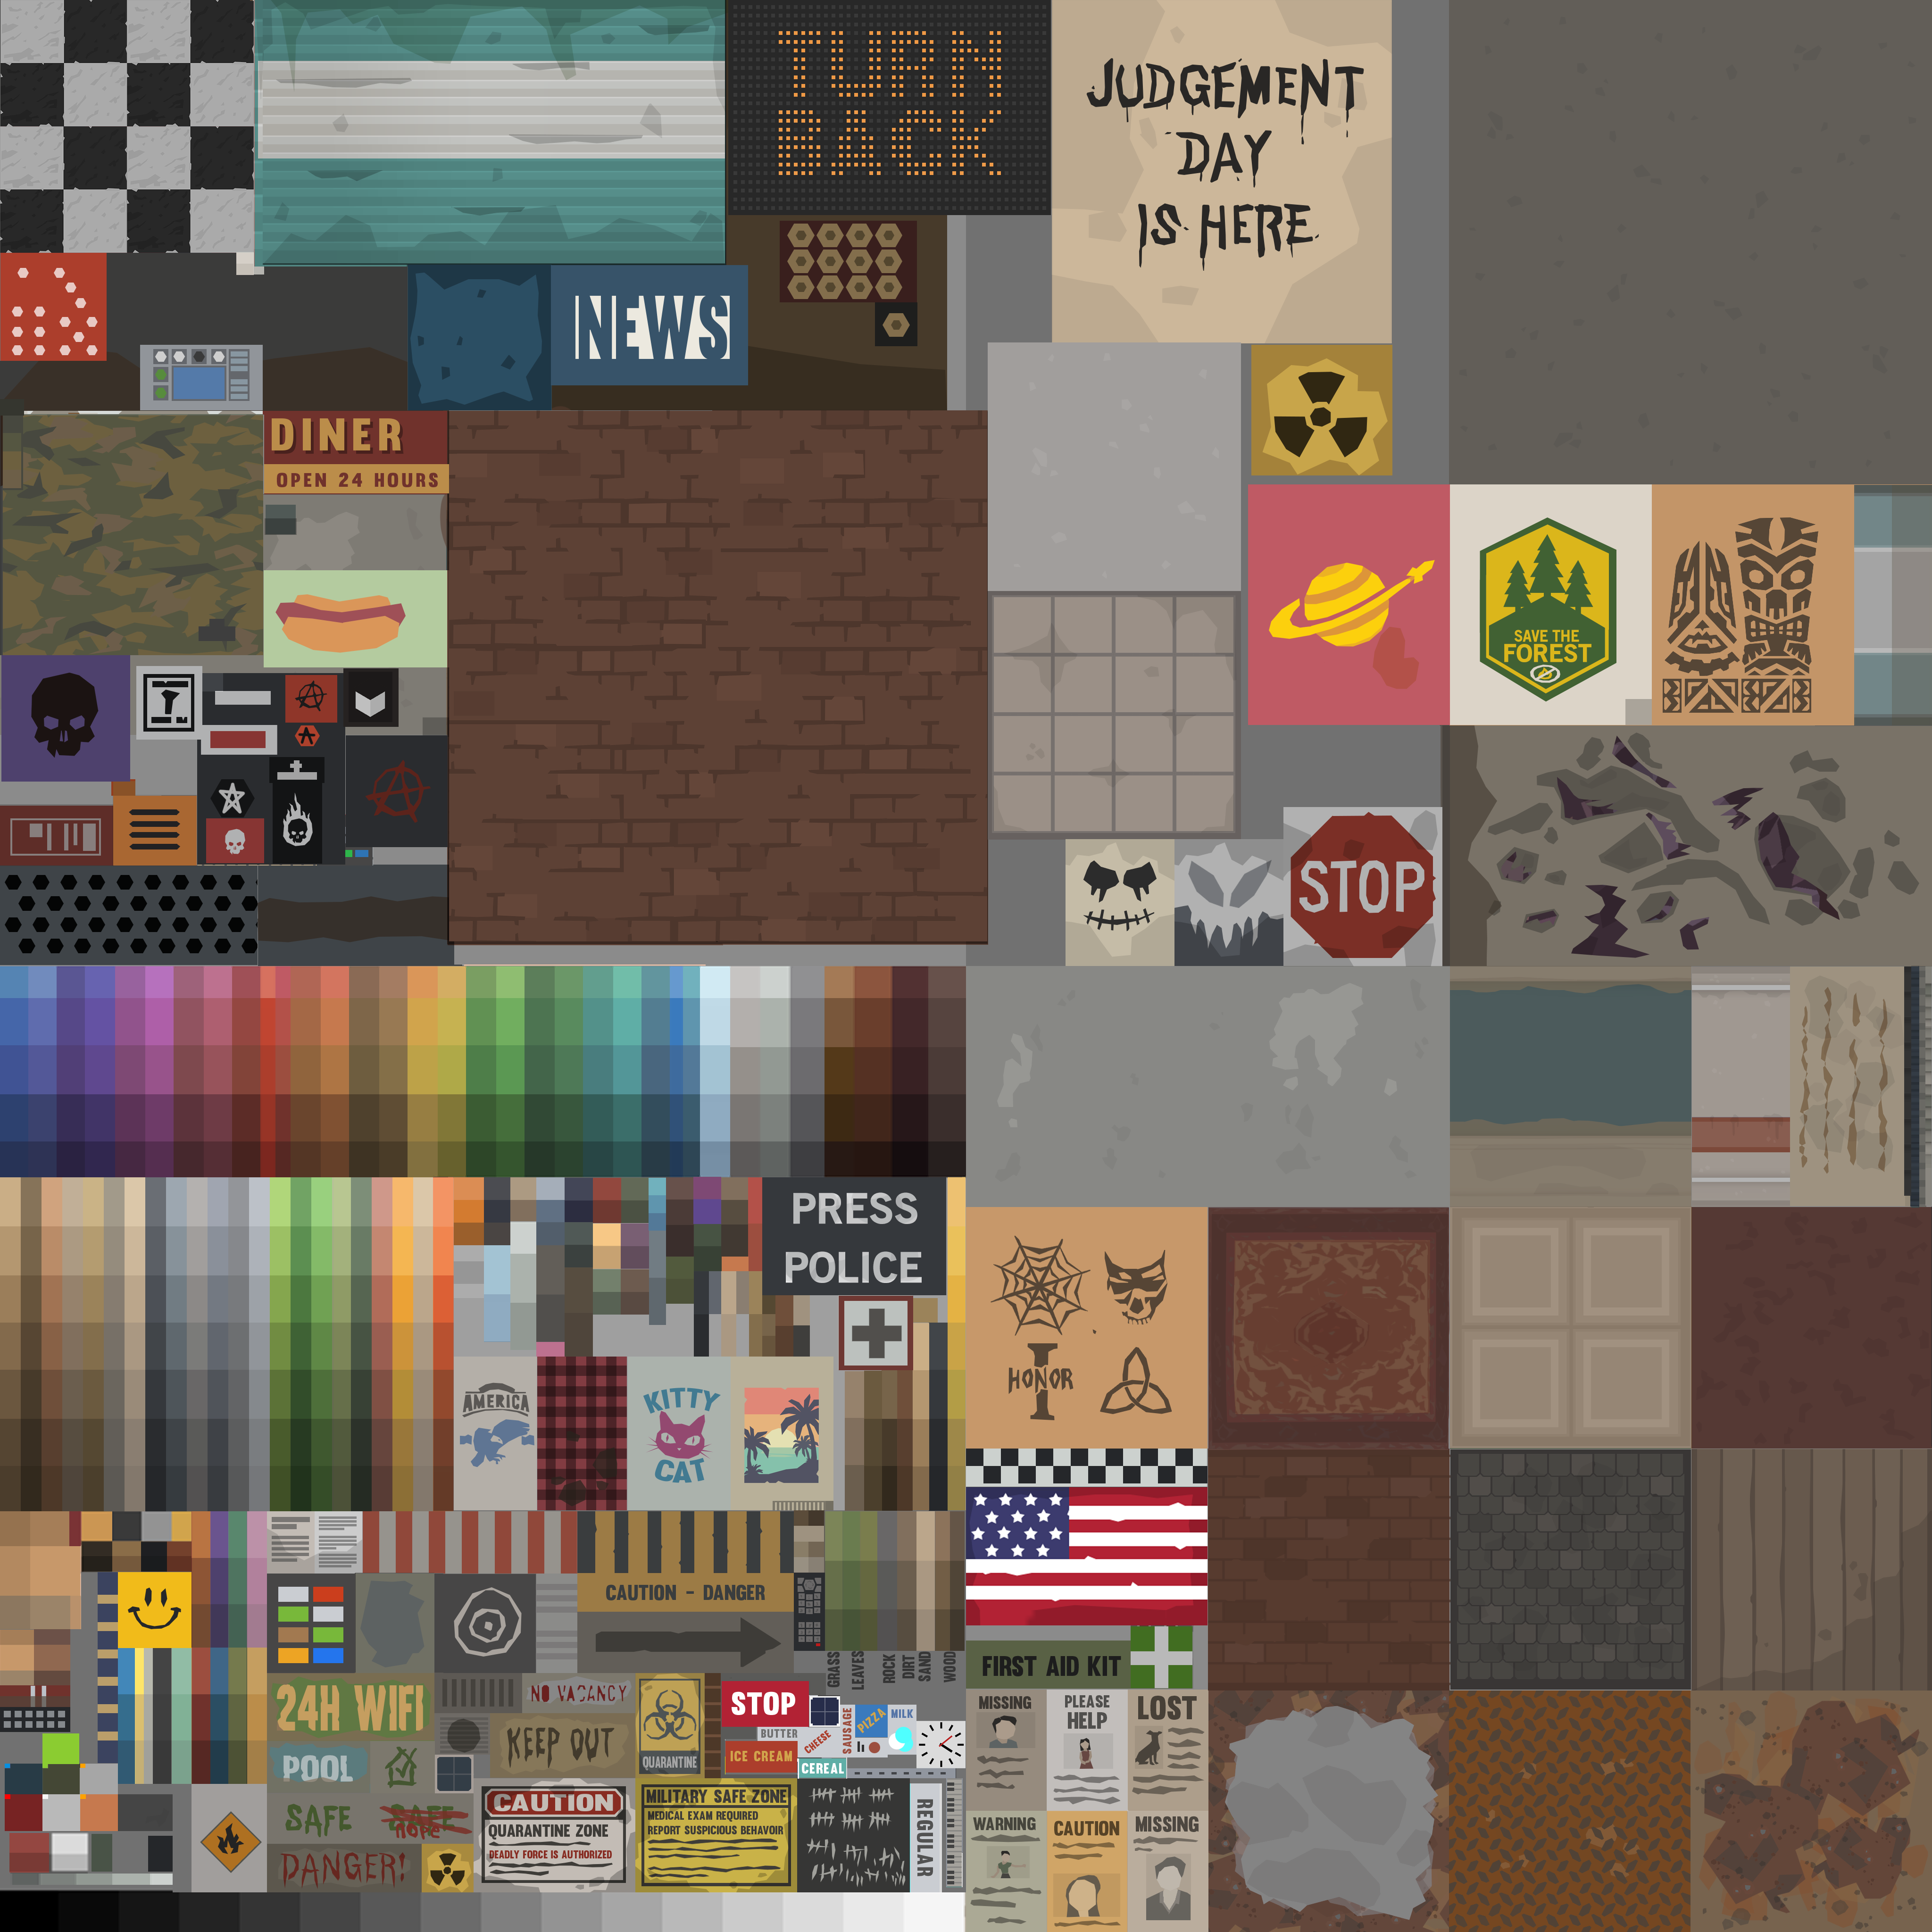 TURN
BACK
JUDGEMENT
DAY
IS HERE
NEWS
DINER
OPEN 24 HOURS
SAVE THE
FOREST
STOP
PRESS
POLICE
AMERICA
KITTY
CAT
HONOR
CAUTION - DANGER
FIRST AID KIT
GRASS
LEAVES
ROCK
DIRT
SAND
WOOD
24H WIFI
NO VACANCY
KEEP OUT
QUARANTINE
STOP
BUTTER
ICE CREAM
CHEESE
SAUSAGE
PIZZA
MILK
CEREAL
POOL
SAFE
SAFE
NOPE
DANGER!
CAUTION
QUARANTINE ZONE
DEADLY FORCE IS AUTHORIZED
MILITARY SAFE ZONE
MEDICAL EXAM REQUIRED
REPORT SUSPICIOUS BEHAVOIR
REGULAR
MISSING
PLEASE
HELP
LOST
WARNING
CAUTION
MISSING